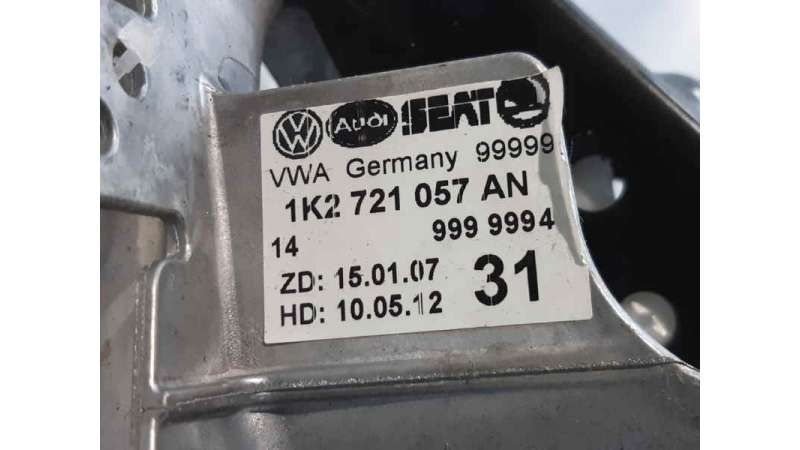 VW Audi SEAT
VWA Germany 99999
1K2 721 057 AN
14 999 9994
ZD: 15.01.07 31
HD: 10.05.12